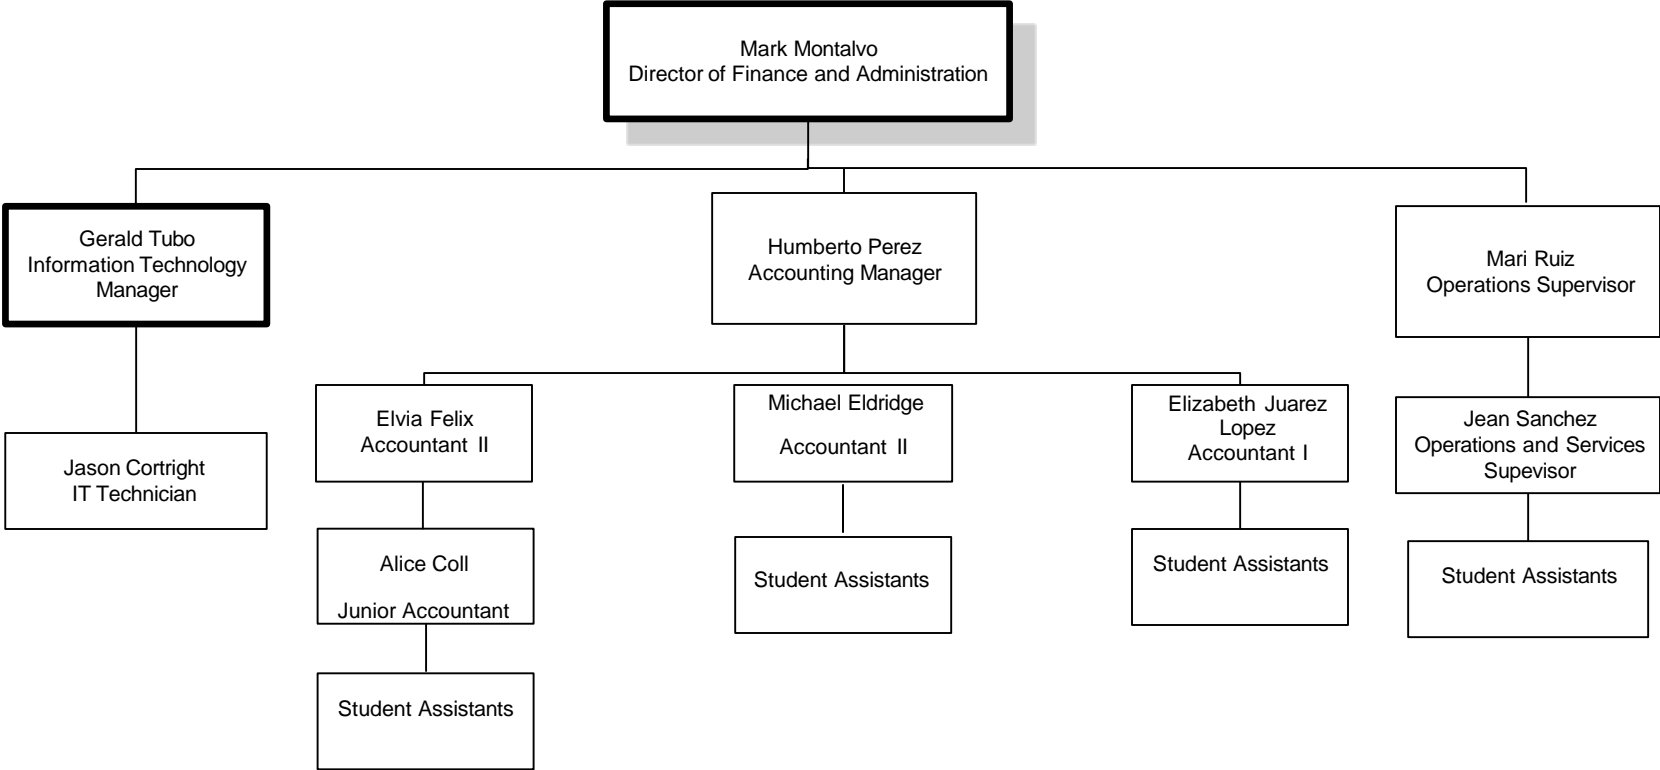 Mark Montalvo
Director of Finance and Administration
Gerald Tubo
Information Technology
Manager
Humberto Perez
Accounting Manager
Mari Ruiz
Operations Supervisor
Jason Cortright
IT Technician
Elvia Felix
Accountant II
Michael Eldridge
Accountant II
Elizabeth Juarez
Lopez
Accountant I
Jean Sanchez
Operations and Services
Supevisor
Alice Coll
Junior Accountant
Student Assistants
Student Assistants
Student Assistants
Student Assistants